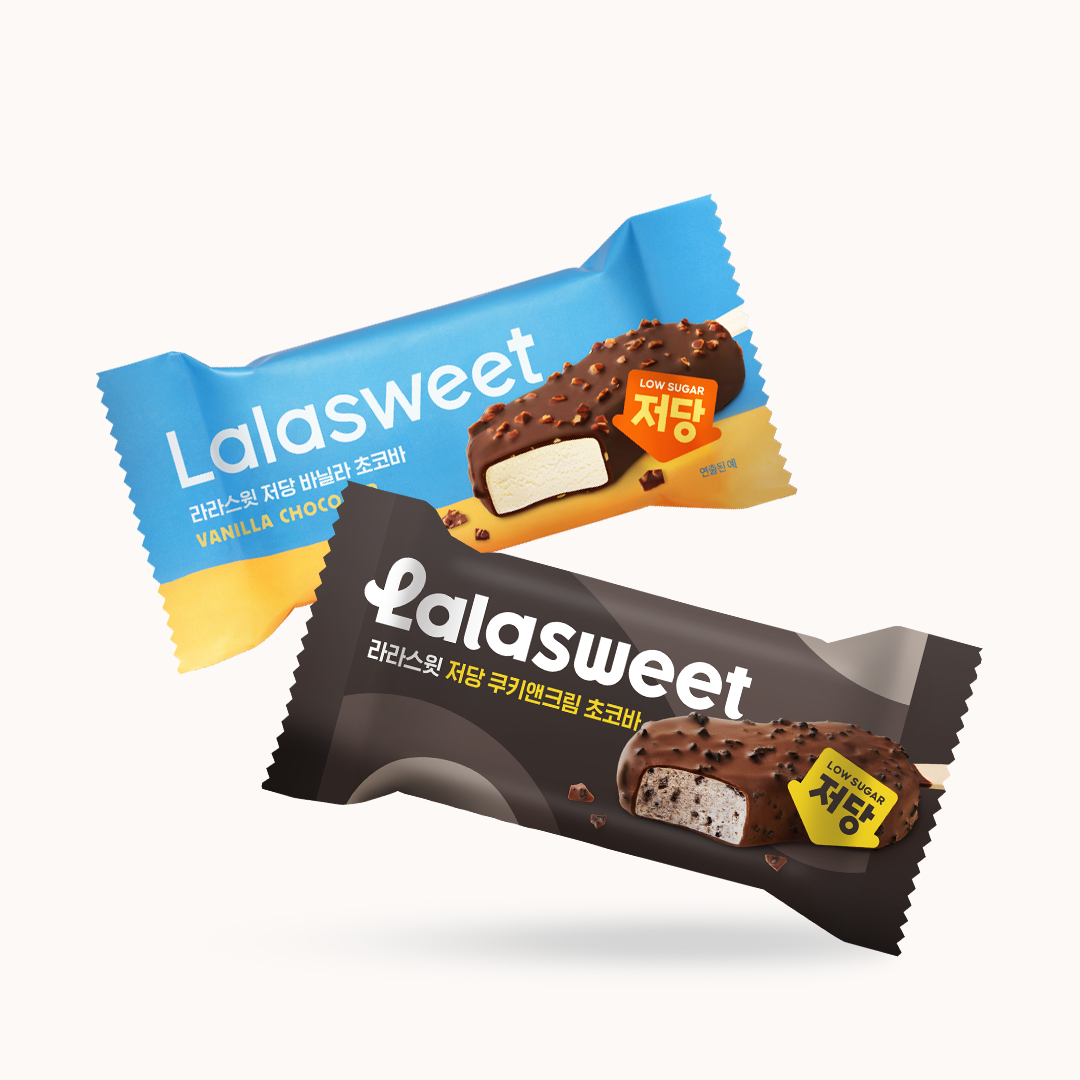 Lalasweet
라라스윗 저당 바닐라 초코바
VANILLA CHOCO
LOW SUGAR
저당
연출된 예
Lalasweet
라라스윗 저당 쿠키앤크림 초코바
LOW SUGAR
저당